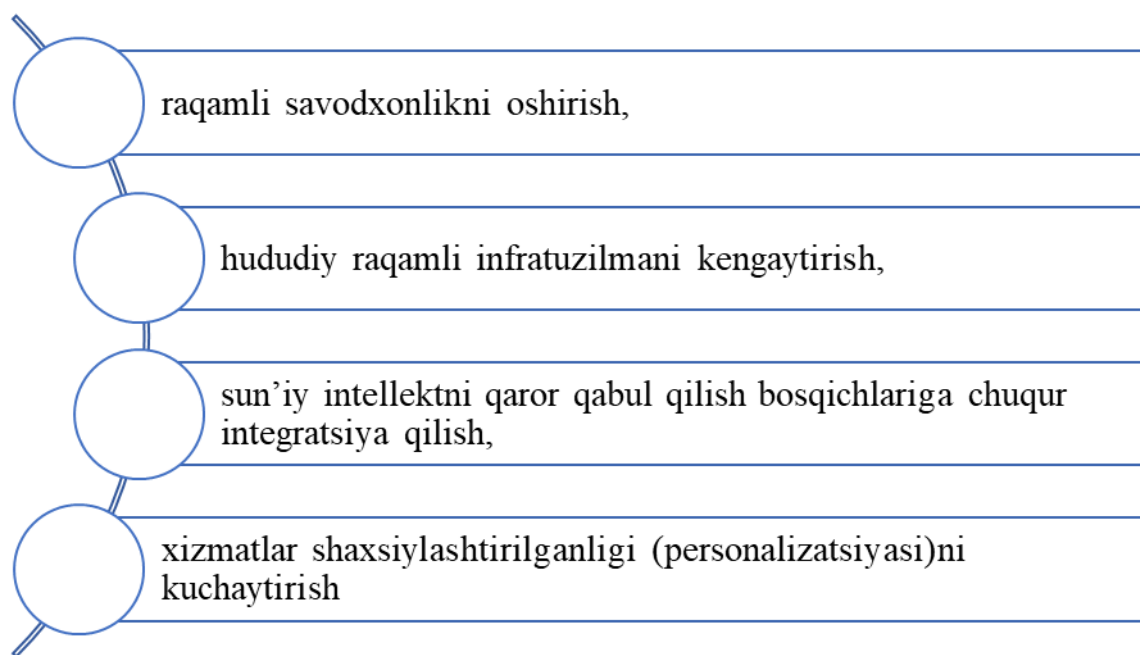 raqamli savodxonlikni oshirish,
hududiy raqamli infratuzilmani kengaytirish,
sun’iy intellektni qaror qabul qilish bosqichlariga chuqur
integratsiya qilish,
xizmatlar shaxsiylashtirilganligi (personalizatsiyasi)ni
kuchaytirish